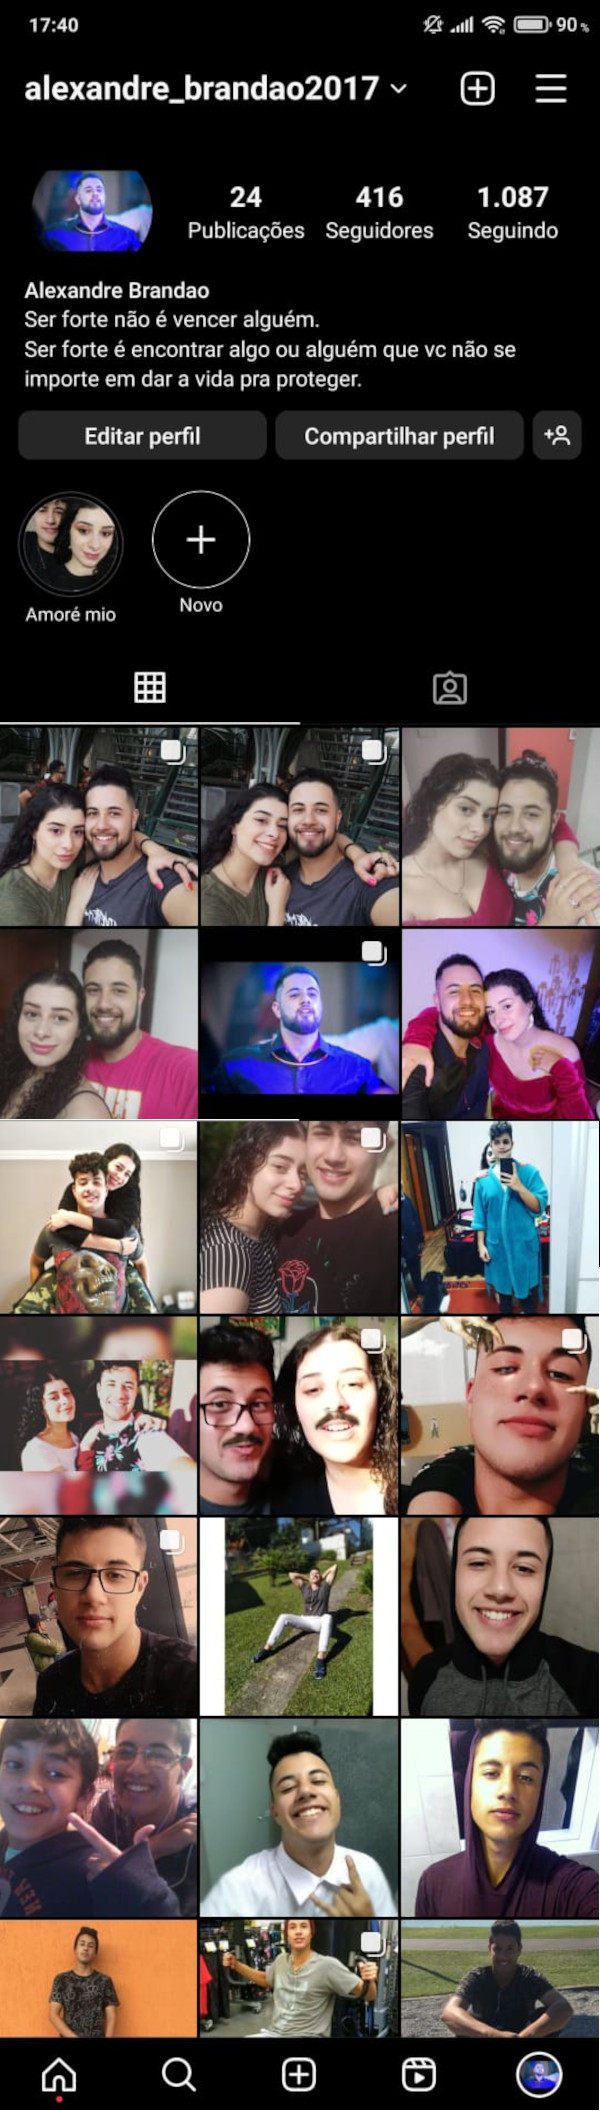 17:40
90%
alexandre_brandao2017
24
416
1.087
Publicações
Seguidores
Seguindo
Alexandre Brandao
Ser forte não é vencer alguém.
Ser forte é encontrar algo ou alguém que vc não se
importe em dar a vida pra proteger.
Editar perfil
Compartilhar perfil
Amoré mio
Novo